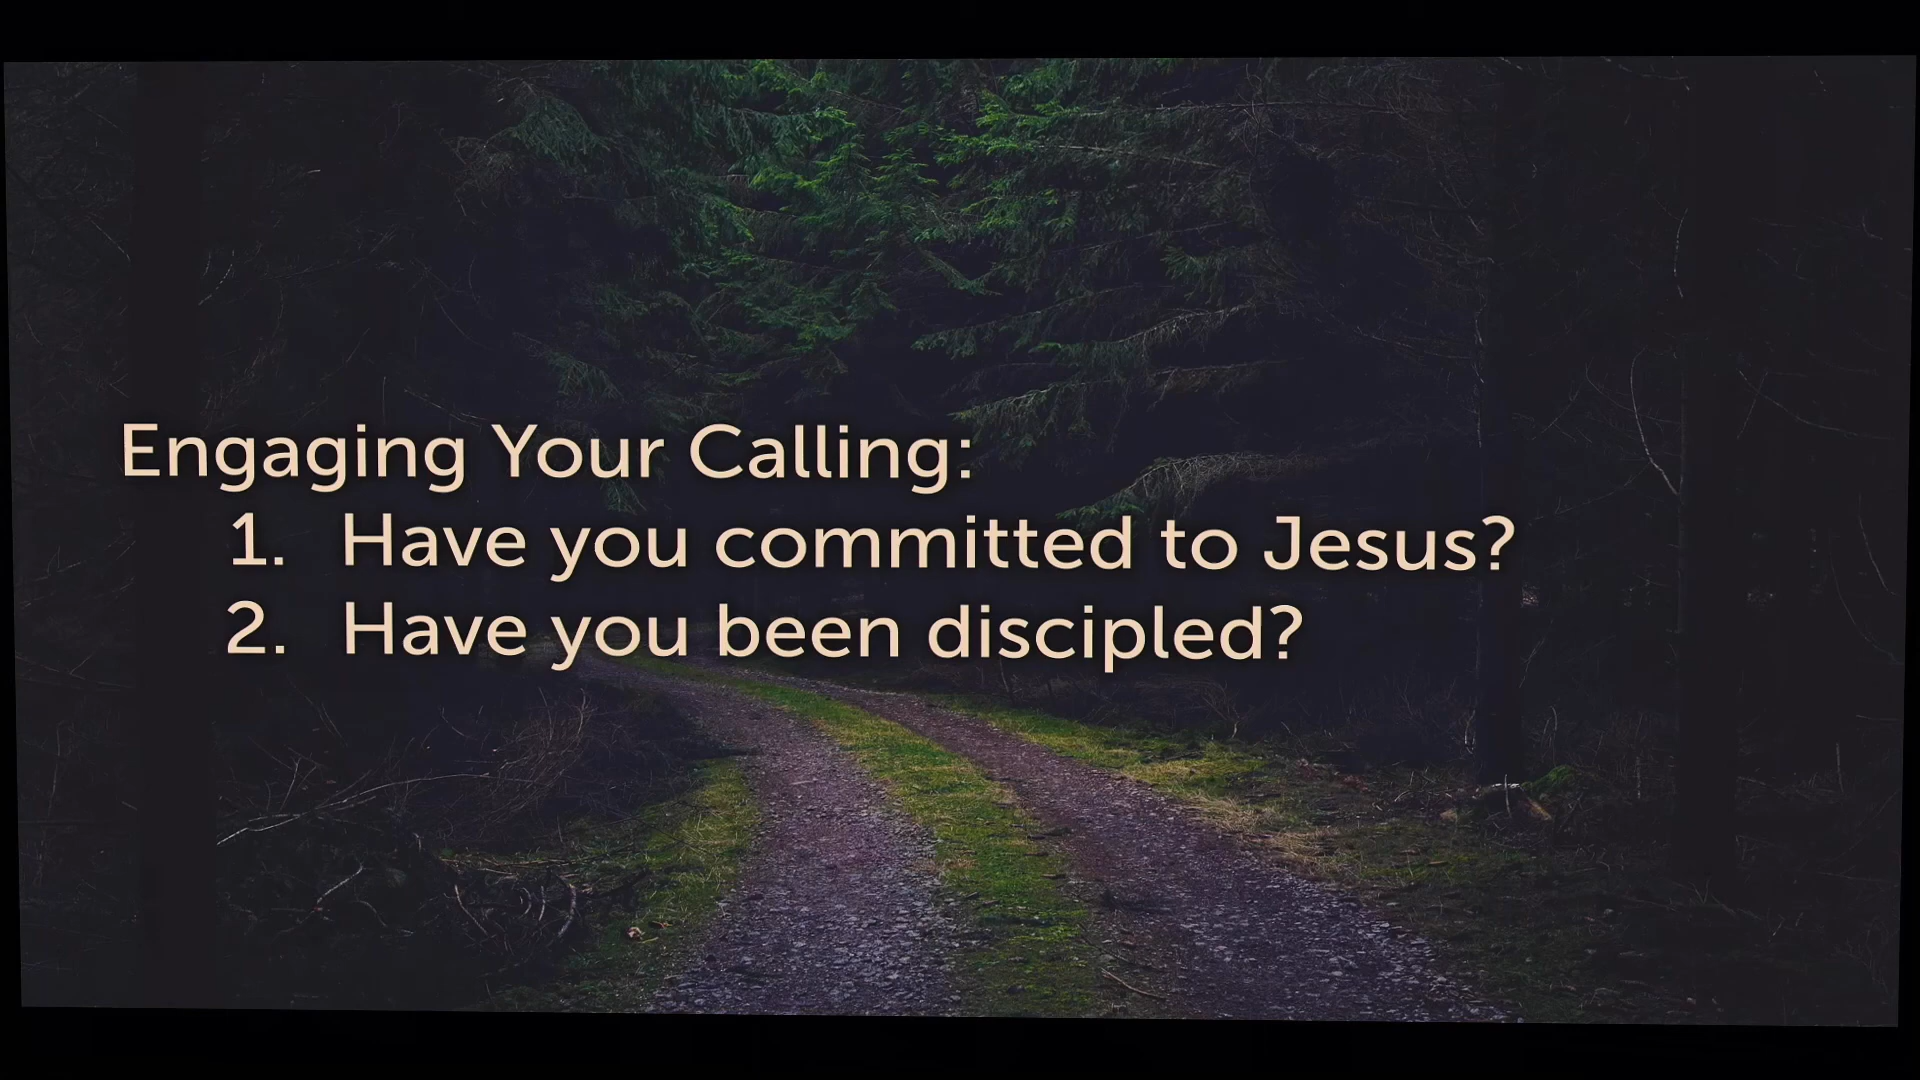 Engaging Your Calling:
1. Have you committed to Jesus?
2. Have you been discipled?